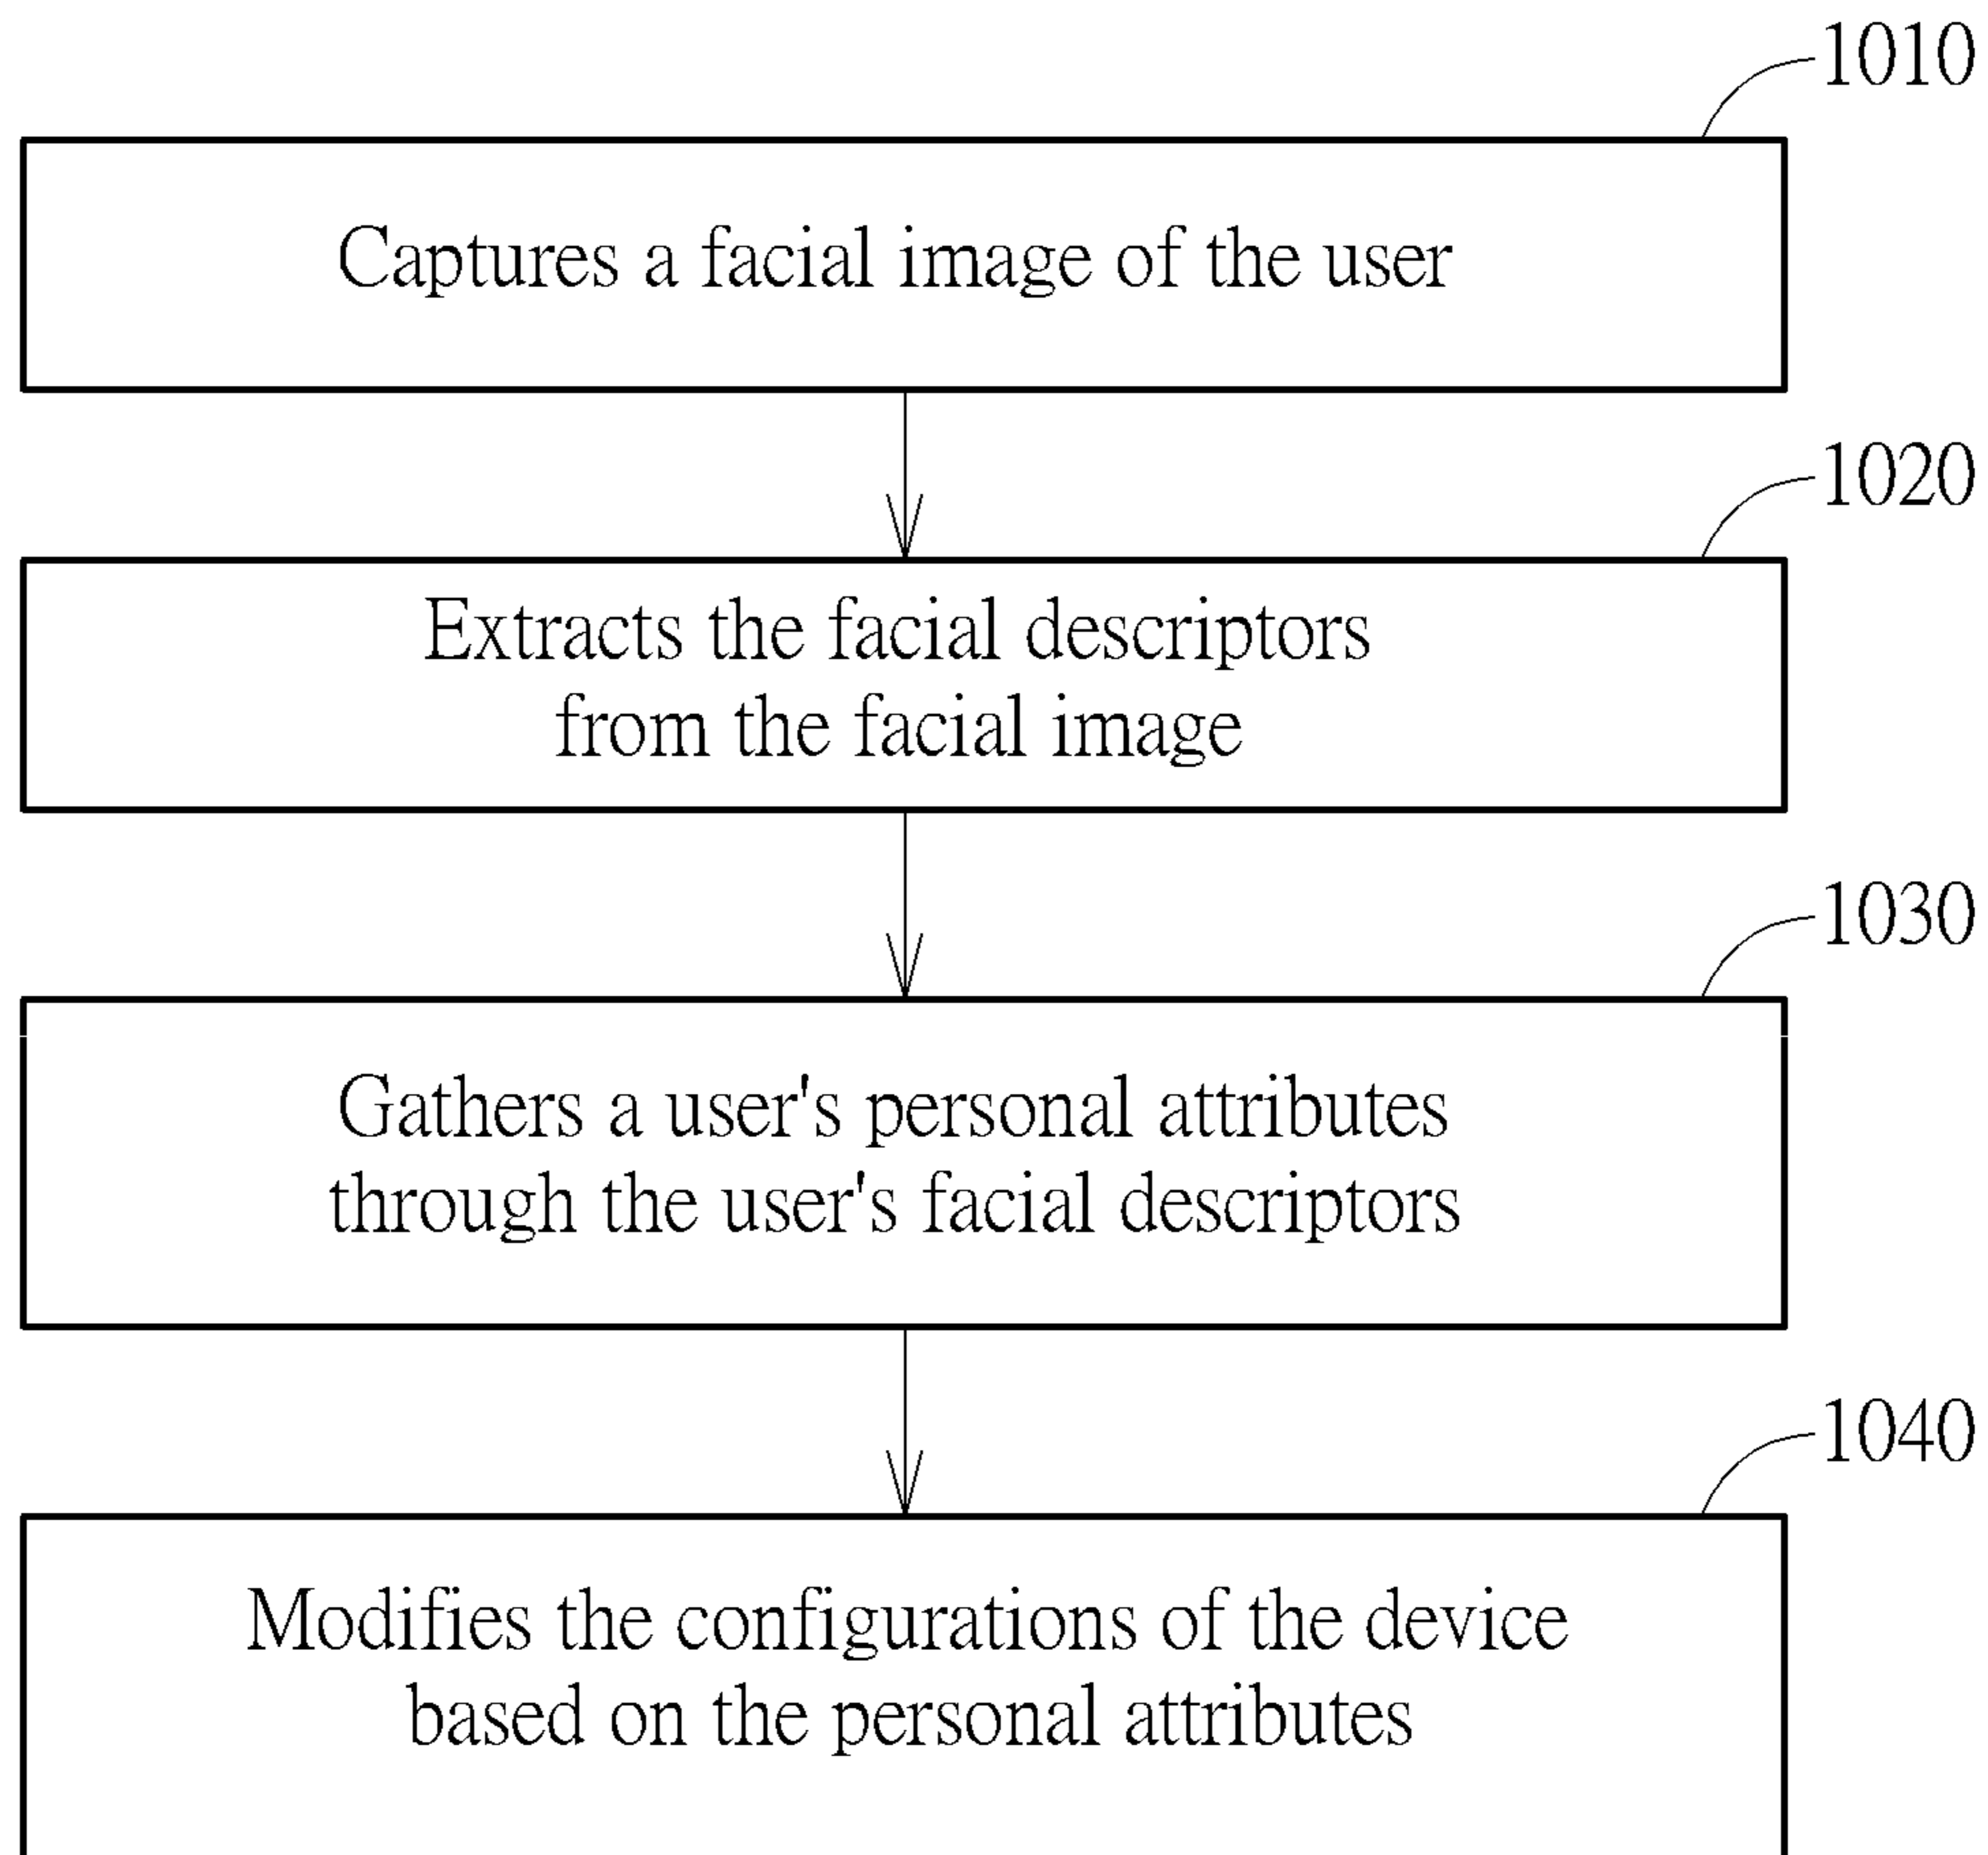 1010
Captures a facial image of the user
1020
Extracts the facial descriptors
from the facial image
1030
Gathers a user's personal attributes
through the user's facial descriptors
1040
Modifies the configurations of the device
based on the personal attributes